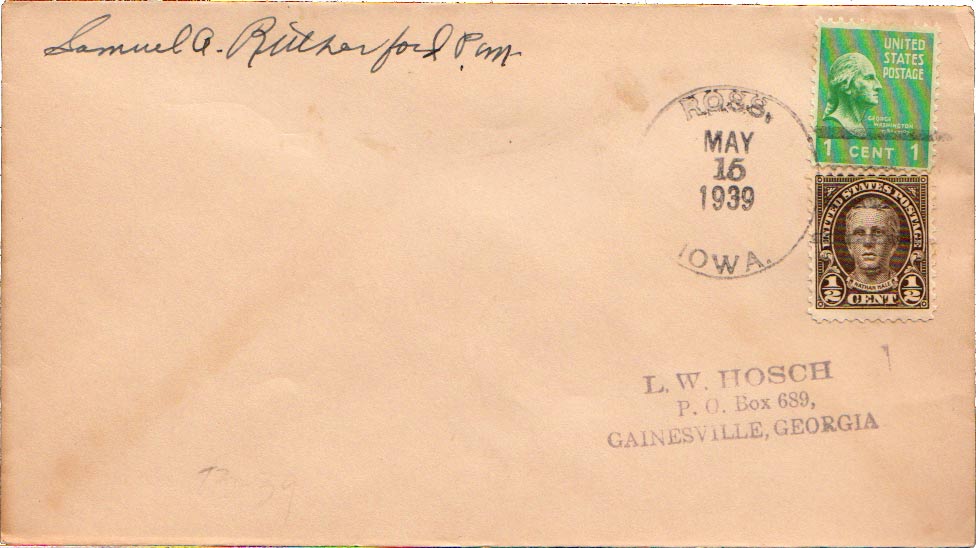 Samuel A. Rutherford P.M.
ROSS.
MAY
15
1939
IOWA.
UNITED
STATES
POSTAGE
GEORGE
WASHINGTON
1 CENT 1
UNITED STATES POSTAGE
NATHAN HALE
1/2 CENT 1/2
L. W. HOSCH
P. O. Box 689,
GAINESVILLE, GEORGIA